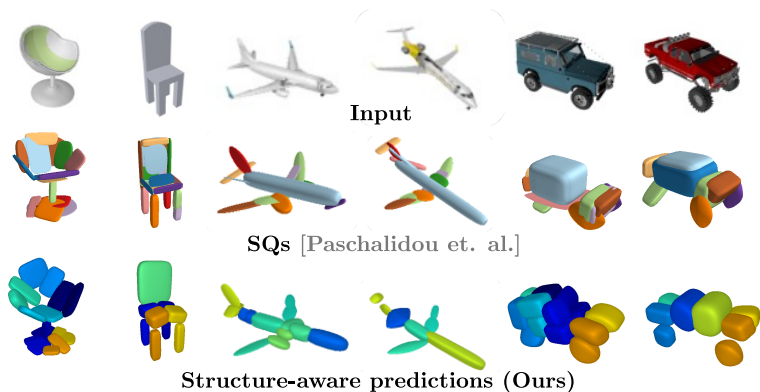 Input
SQs [Paschalidou et. al.]
Structure-aware predictions (Ours)